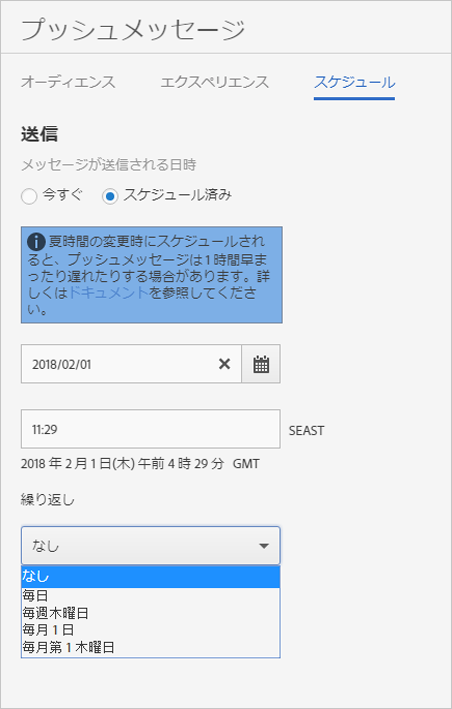 プッシュメッセージ
オーディエンス エクスペリエンス スケジュール
送信
メッセージが送信される日時
今すぐ スケジュール済み
夏時間の変更時にスケジュールされ
ると、プッシュメッセージは1時間早ま
ったり遅れたりする場合があります。詳
しくはドキュメントを参照してくださ
い。
2018/02/01
11:29 SEAST
2018 年 2 月 1 日(木) 午前 4 時 29 分 GMT
繰り返し
なし
なし
毎日
毎週木曜日
毎月 1 日
毎月第 1 木曜日